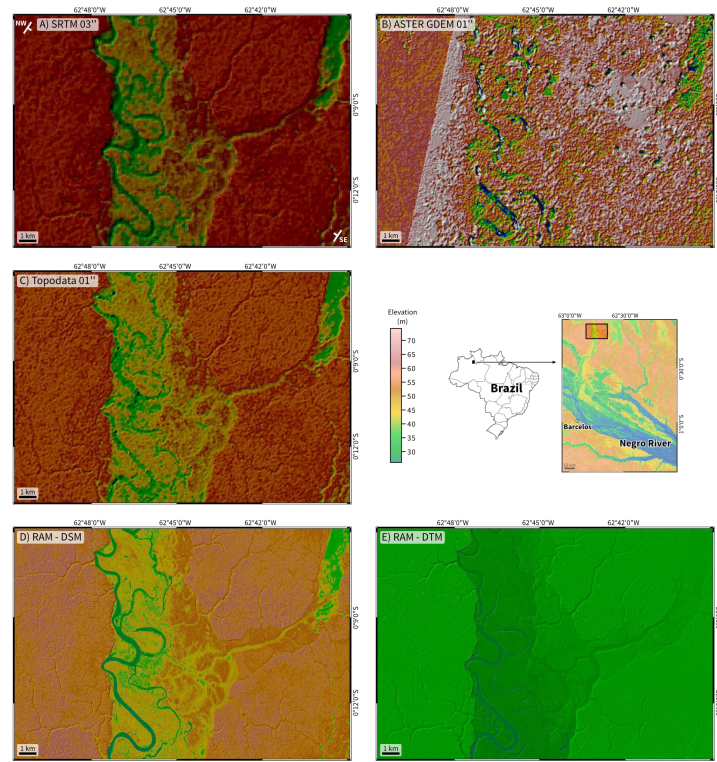 62°48'0"W 62°45'0"W 62°42'0"W
NW
A) SRTM 03''
0°9'0"S
0°12'0"S
1 km
SE
62°48'0"W 62°45'0"W 62°42'0"W
B) ASTER GDEM 01''
1 km
62°48'0"W 62°45'0"W 62°42'0"W
C) Topodata 01''
0°9'0"S
0°12'0"S
1 km
Elevation
(m)
70
65
60
55
50
45
40
35
30
Brazil
63°0'0"W 62°30'0"W
0°30'0"S
1°0'0"S
Barcelos
Negro River
62°48'0"W 62°45'0"W 62°42'0"W
D) RAM - DSM
0°9'0"S
0°12'0"S
1 km
62°48'0"W 62°45'0"W 62°42'0"W
E) RAM - DTM
1 km